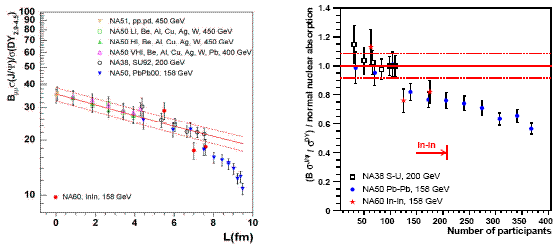 B_μμ σ(J/Ψ)/σ(DY_2.9-4.5)
100
90
80
70
60
50
40
30
20
10
NA51, pp,pd, 450 GeV
NA50 LI, Be, Al, Cu, Ag, W, 450 GeV
NA50 HI, Be, Al, Cu, Ag, W, 450 GeV
NA50 VHI, Be, Al, Cu, Ag, W, Pb, 400 GeV
NA38, SU92, 200 GeV
NA50, PbPb00, 158 GeV
NA60, InIn, 158 GeV
0 2 4 6 8 10
L(fm)
(B σ^J/ψ / σ^DY) / normal nuclear absorption
1.4
1.2
1
0.8
0.6
0.4
0.2
0
In-In
NA38 S-U, 200 GeV
NA50 Pb-Pb, 158 GeV
NA60 In-In, 158 GeV
50 100 150 200 250 300 350 400
Number of participants